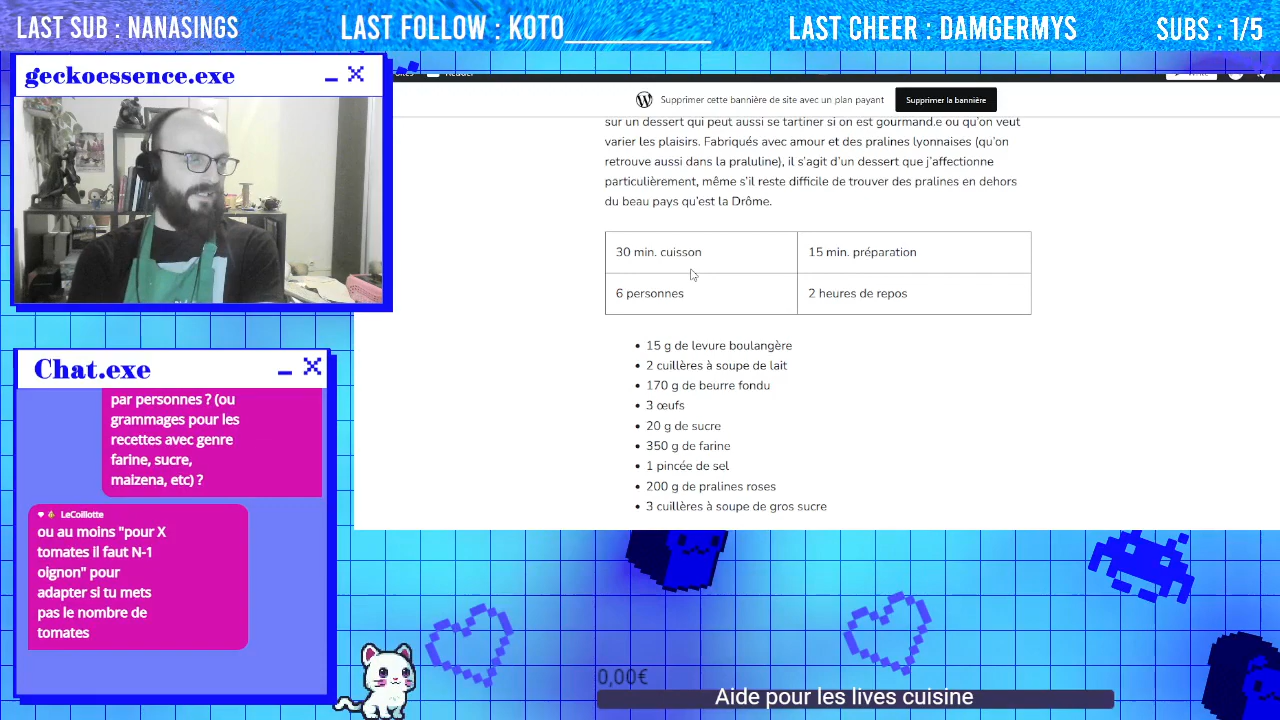 LAST SUB : NANASINGS
LAST FOLLOW : KOTO__________
LAST CHEER : DAMGERMYS
SUBS : 1/5
geckoessence.exe
Supprimer cette bannière de site avec un plan payant
Supprimer la bannière
sur un dessert qui peut aussi se tartiner si on est gourmand.e ou qu'on veut
varier les plaisirs. Fabriqués avec amour et des pralines lyonnaises (qu'on
retrouve aussi dans la praluline), il s'agit d'un dessert que j'affectionne
particulièrement, même s'il reste difficile de trouver des pralines en dehors
du beau pays qu'est la Drôme.
30 min. cuisson
15 min. préparation
6 personnes
2 heures de repos
• 15 g de levure boulangère
• 2 cuillères à soupe de lait
• 170 g de beurre fondu
• 3 œufs
• 20 g de sucre
• 350 g de farine
• 1 pincée de sel
• 200 g de pralines roses
• 3 cuillères à soupe de gros sucre
Chat.exe
par personnes ? (ou
grammages pour les
recettes avec genre
farine, sucre,
maizena, etc) ?
LeCoillotte
ou au moins "pour X
tomates il faut N-1
oignon" pour
adapter si tu mets
pas le nombre de
tomates
0,00€
Aide pour les lives cuisine